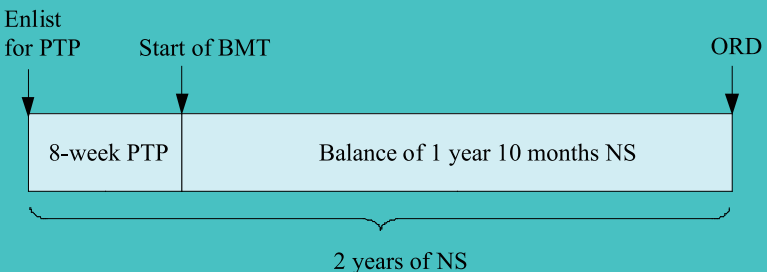 Enlist
for PTP
Start of BMT
ORD
8-week PTP
Balance of 1 year 10 months NS
2 years of NS